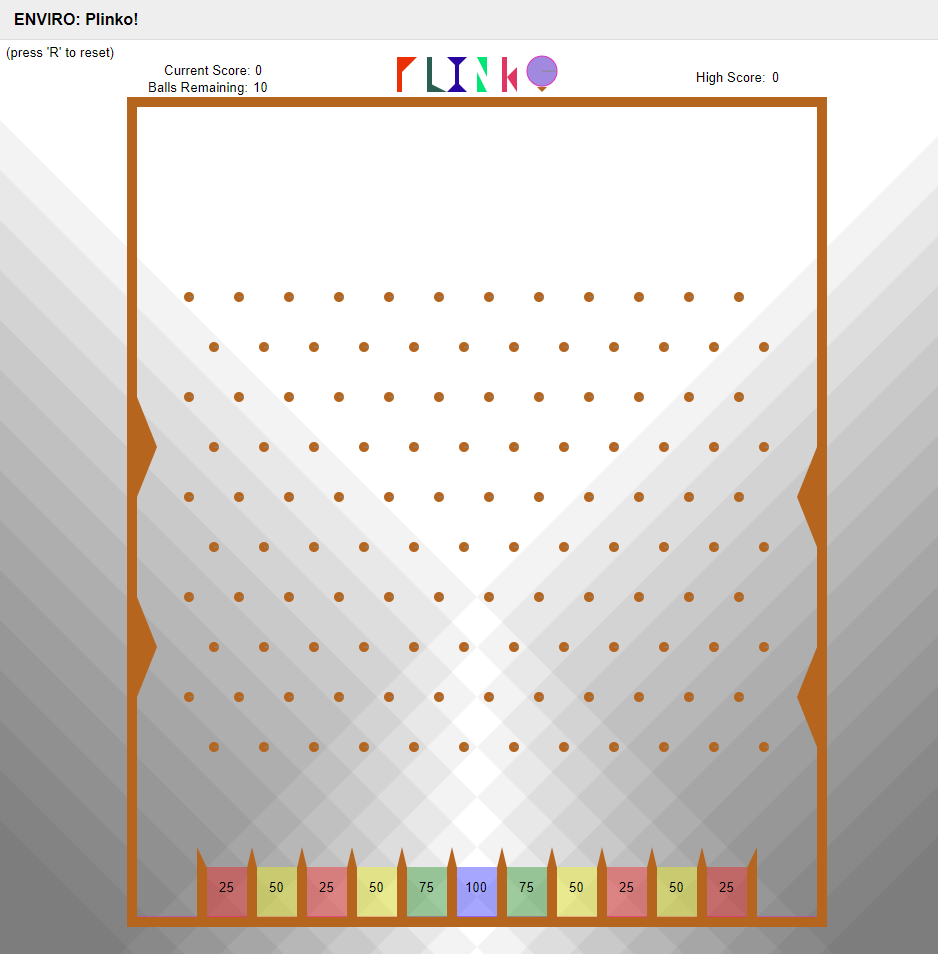 ENVIRO: Plinko!
(press 'R' to reset)
Current Score: 0
Balls Remaining: 10
PLINKO
High Score: 0
25 50 25 50 75 100 75 50 25 50 25